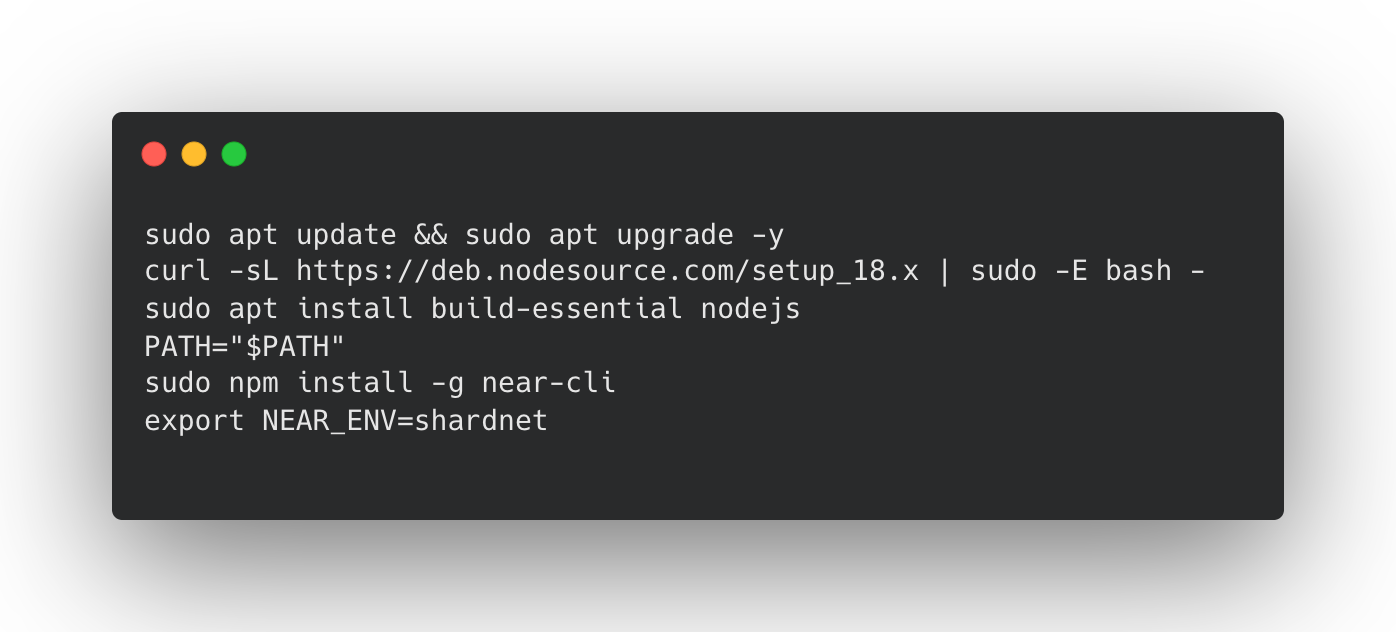 sudo apt update && sudo apt upgrade -y
curl -sL https://deb.nodesource.com/setup_18.x | sudo -E bash -
sudo apt install build-essential nodejs
PATH="$PATH"
sudo npm install -g near-cli
export NEAR_ENV=shardnet